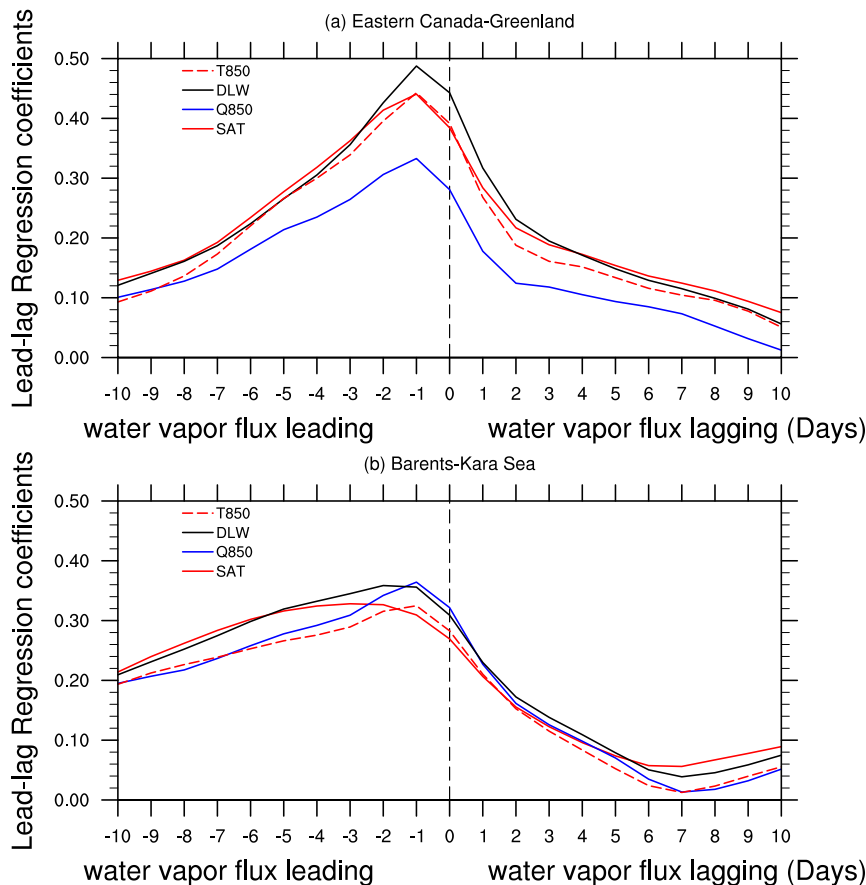 (a) Eastern Canada-Greenland
Lead-lag Regression coefficients
0.50
0.40
0.30
0.20
0.10
0.00
T850
DLW
Q850
SAT
-10 -9 -8 -7 -6 -5 -4 -3 -2 -1 0 1 2 3 4 5 6 7 8 9 10
water vapor flux leading water vapor flux lagging (Days)
(b) Barents-Kara Sea
Lead-lag Regression coefficients
0.50
0.40
0.30
0.20
0.10
0.00
T850
DLW
Q850
SAT
-10 -9 -8 -7 -6 -5 -4 -3 -2 -1 0 1 2 3 4 5 6 7 8 9 10
water vapor flux leading water vapor flux lagging (Days)